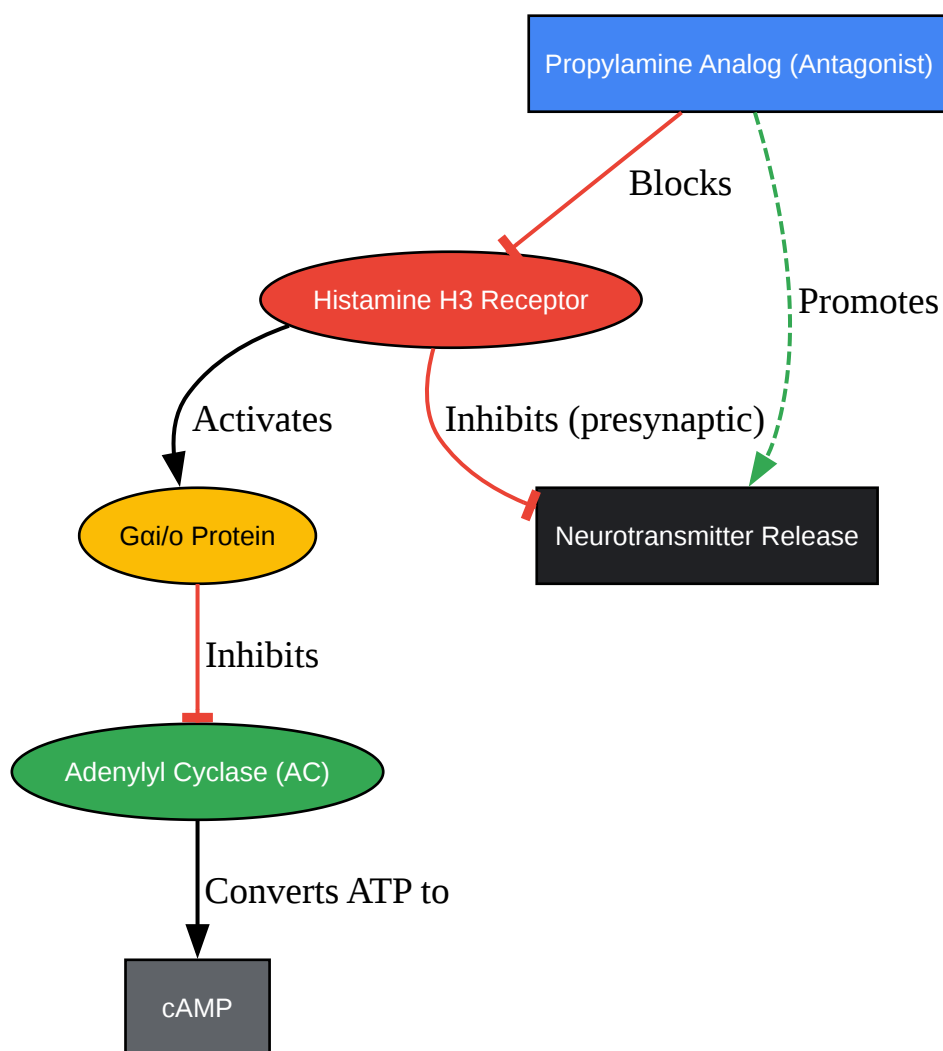 Propylamine Analog (Antagonist)
Blocks
Promotes
Histamine H3 Receptor
Activates
Inhibits (presynaptic)
Gαi/o Protein
Neurotransmitter Release
Inhibits
Adenylyl Cyclase (AC)
Converts ATP to
cAMP